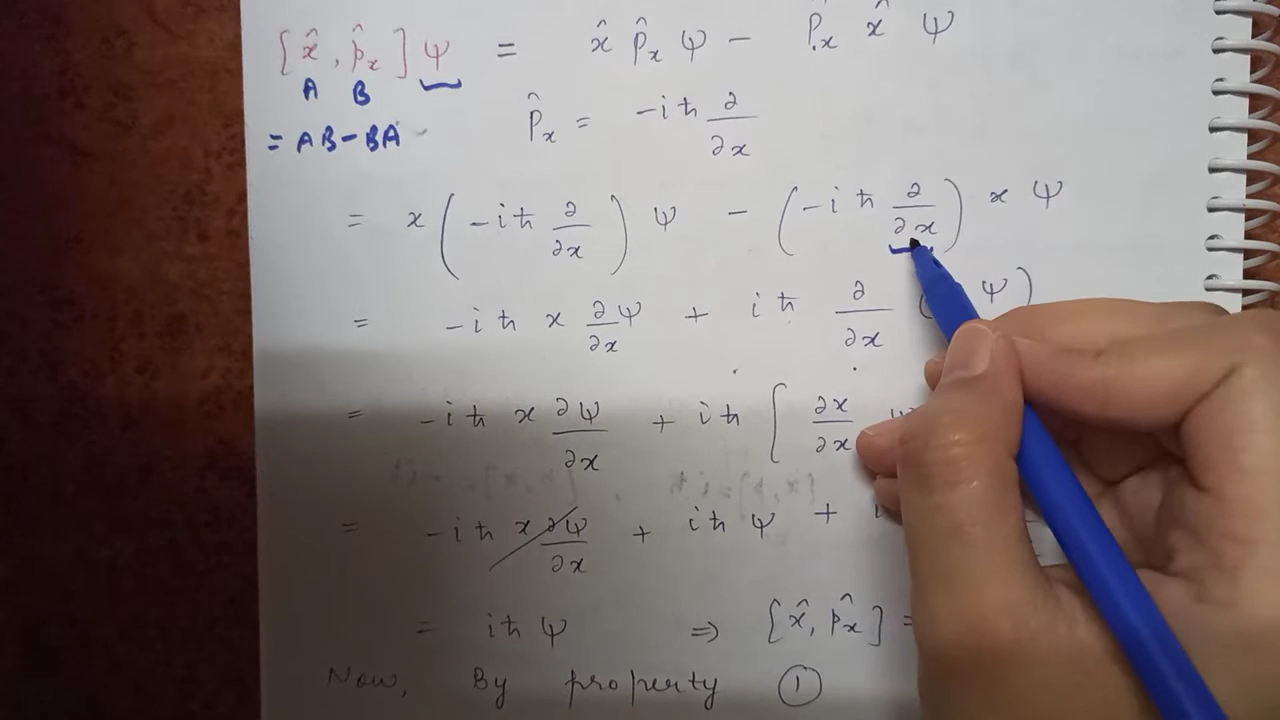 [x̂, p̂ₓ] ψ = x̂ p̂ₓ ψ − p̂ₓ x̂ ψ
A B
= AB − BA
p̂ₓ = −iħ ∂/∂x
= x (−iħ ∂/∂x) ψ − (−iħ ∂/∂x) x ψ
= −iħ x ∂ψ/∂x + iħ ∂/∂x ( ψ)
= −iħ x ∂ψ/∂x + iħ [ ∂x/∂x ψ
= −iħ x ∂ψ/∂x + iħ ψ + i
= iħ ψ ⇒ [x̂, p̂ₓ] =
Now, By property ①